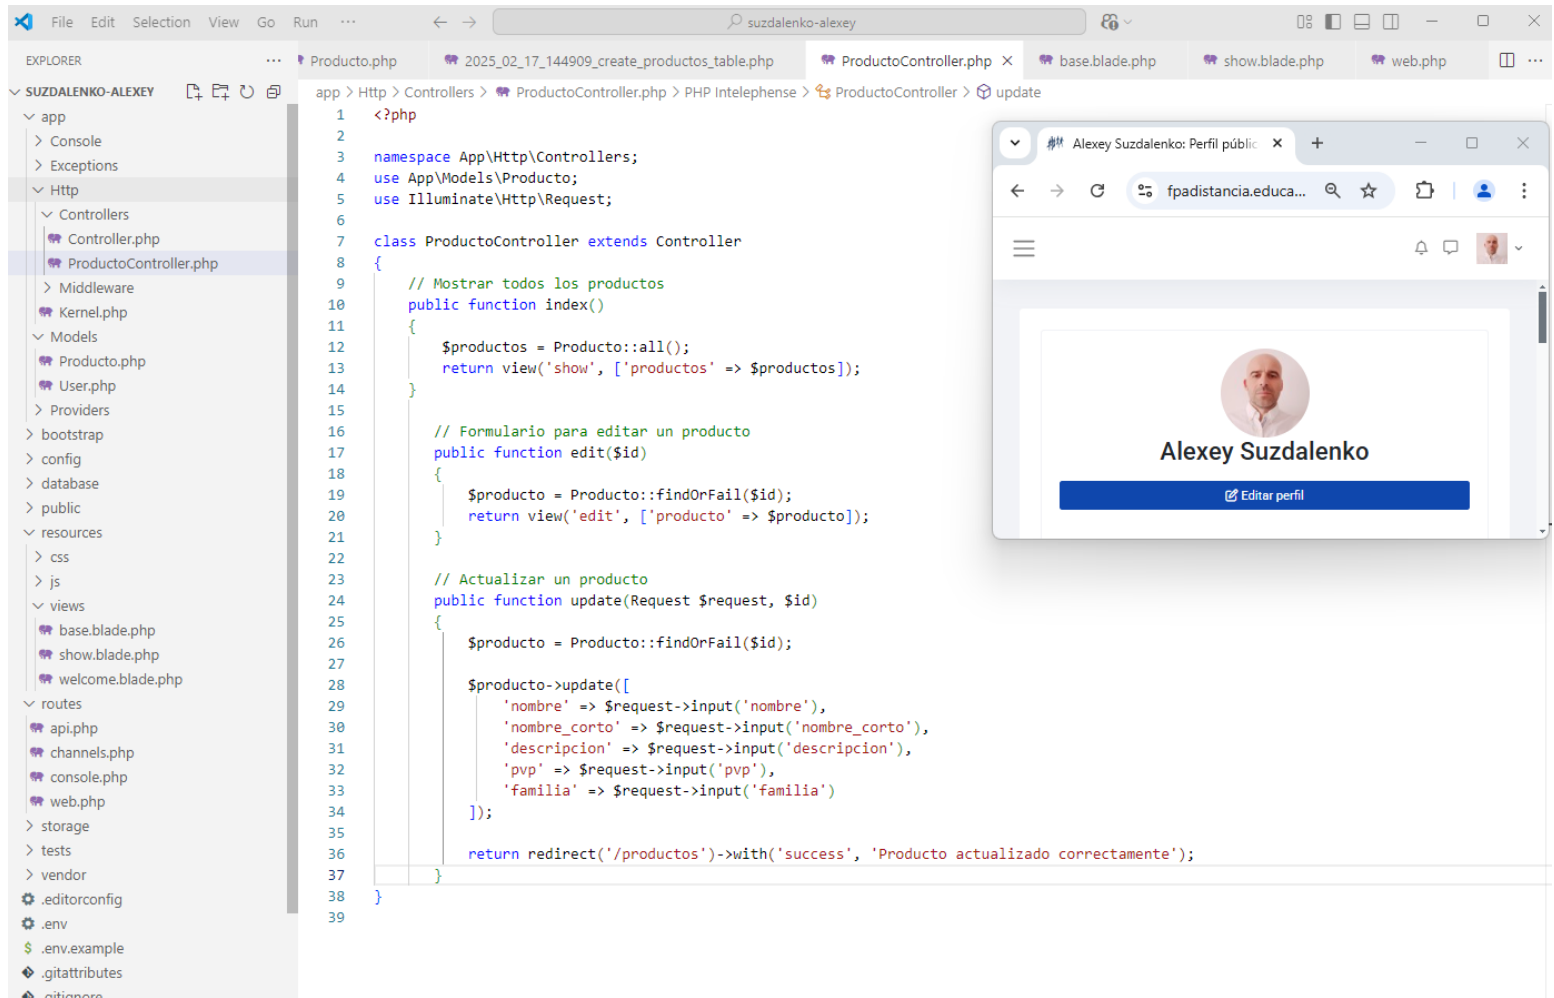 File Edit Selection View Go Run ··· suzdalenko-alexey
EXPLORER ···
Producto.php 2025_02_17_144909_create_productos_table.php ProductoController.php base.blade.php show.blade.php web.php ···
SUZDALENKO-ALEXEY
app > Http > Controllers > ProductoController.php > PHP Intelephense > ProductoController > update
app
Console
Exceptions
Http
Controllers
Controller.php
ProductoController.php
Middleware
Kernel.php
Models
Producto.php
User.php
Providers
bootstrap
config
database
public
resources
css
js
views
base.blade.php
show.blade.php
welcome.blade.php
routes
api.php
channels.php
console.php
web.php
storage
tests
vendor
.editorconfig
.env
$ .env.example
.gitattributes
.gitignore
1 <?php
2
3 namespace App\Http\Controllers;
4 use App\Models\Producto;
5 use Illuminate\Http\Request;
6
7 class ProductoController extends Controller
8 {
9 // Mostrar todos los productos
10 public function index()
11 {
12 $productos = Producto::all();
13 return view('show', ['productos' => $productos]);
14 }
15
16 // Formulario para editar un producto
17 public function edit($id)
18 {
19 $producto = Producto::findOrFail($id);
20 return view('edit', ['producto' => $producto]);
21 }
22
23 // Actualizar un producto
24 public function update(Request $request, $id)
25 {
26 $producto = Producto::findOrFail($id);
27
28 $producto->update([
29 'nombre' => $request->input('nombre'),
30 'nombre_corto' => $request->input('nombre_corto'),
31 'descripcion' => $request->input('descripcion'),
32 'pvp' => $request->input('pvp'),
33 'familia' => $request->input('familia')
34 ]);
35
36 return redirect('/productos')->with('success', 'Producto actualizado correctamente');
37 }
38 }
39
Alexey Suzdalenko: Perfil públic
fpadistancia.educa...
Alexey Suzdalenko
Editar perfil